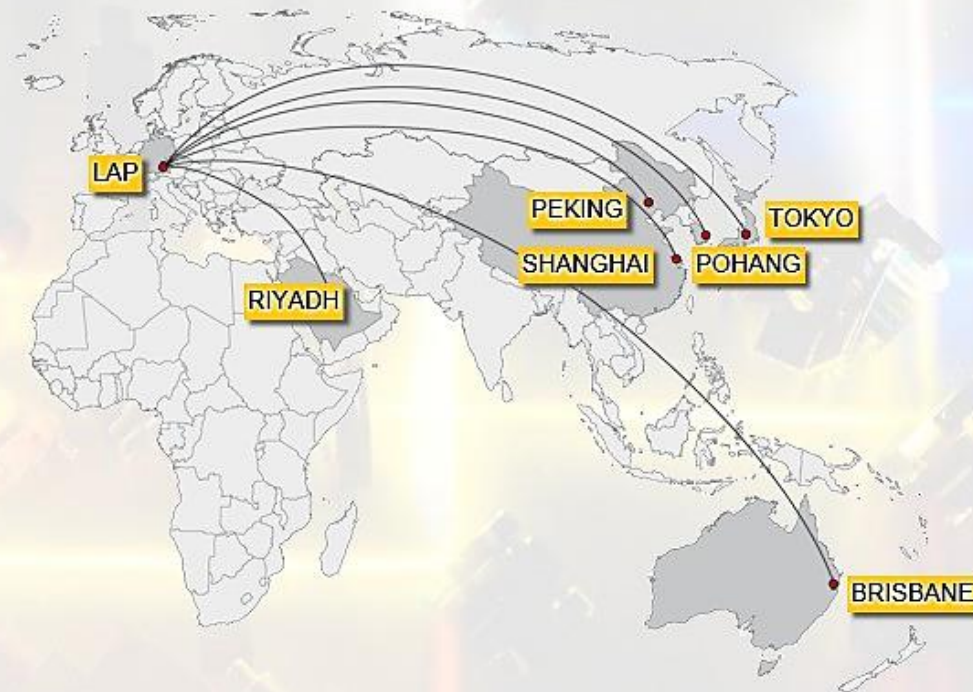 LAP
PEKING
TOKYO
SHANGHAI
POHANG
RIYADH
BRISBANE